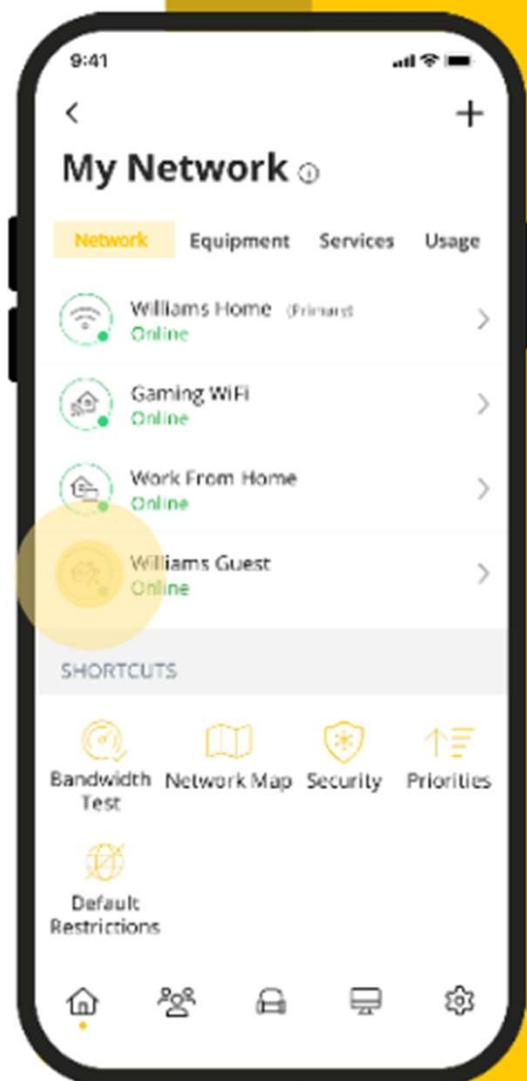 9:41
My Network
Network Equipment Services Usage
Williams Home (Primary)
Online
Gaming WiFi
Online
Work From Home
Online
Williams Guest
Online
SHORTCUTS
Bandwidth Test
Network Map
Security
Priorities
Default
Restrictions